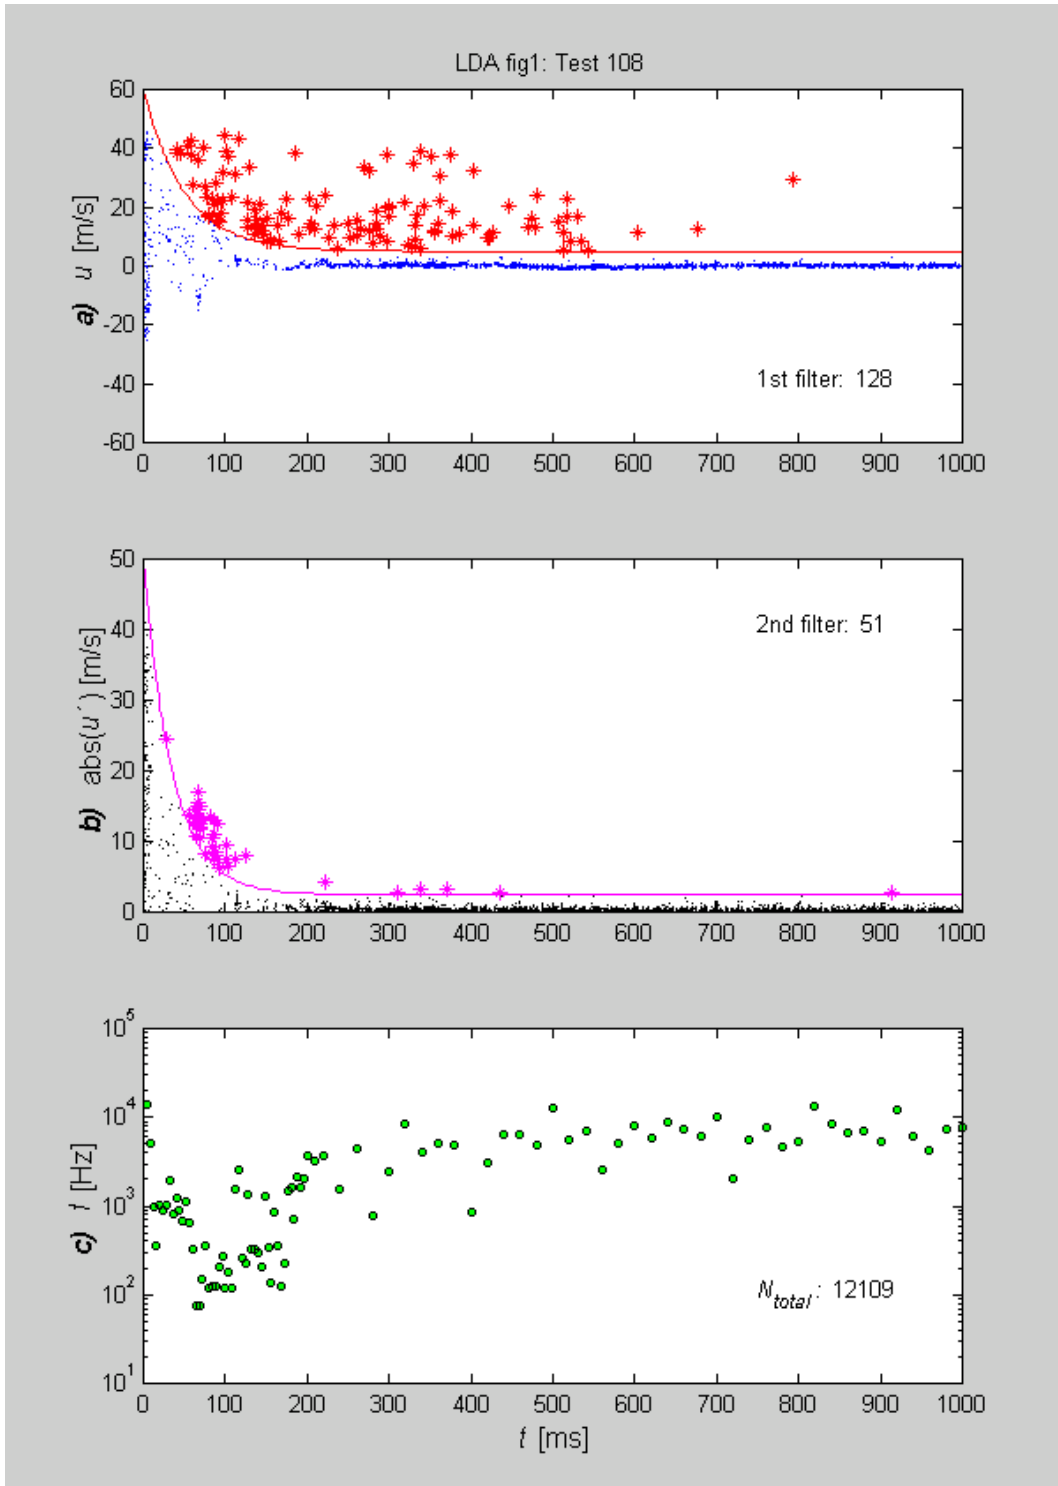 LDA fig1: Test 108
60
40
20
0
-20
-40
-60
a) u [m/s]
1st filter: 128
0 100 200 300 400 500 600 700 800 900 1000
50
40
30
20
10
0
b) abs(u´) [m/s]
2nd filter: 51
0 100 200 300 400 500 600 700 800 900 1000
10^5
10^4
10^3
10^2
10^1
c) f [Hz]
N_total: 12109
0 100 200 300 400 500 600 700 800 900 1000
t [ms]